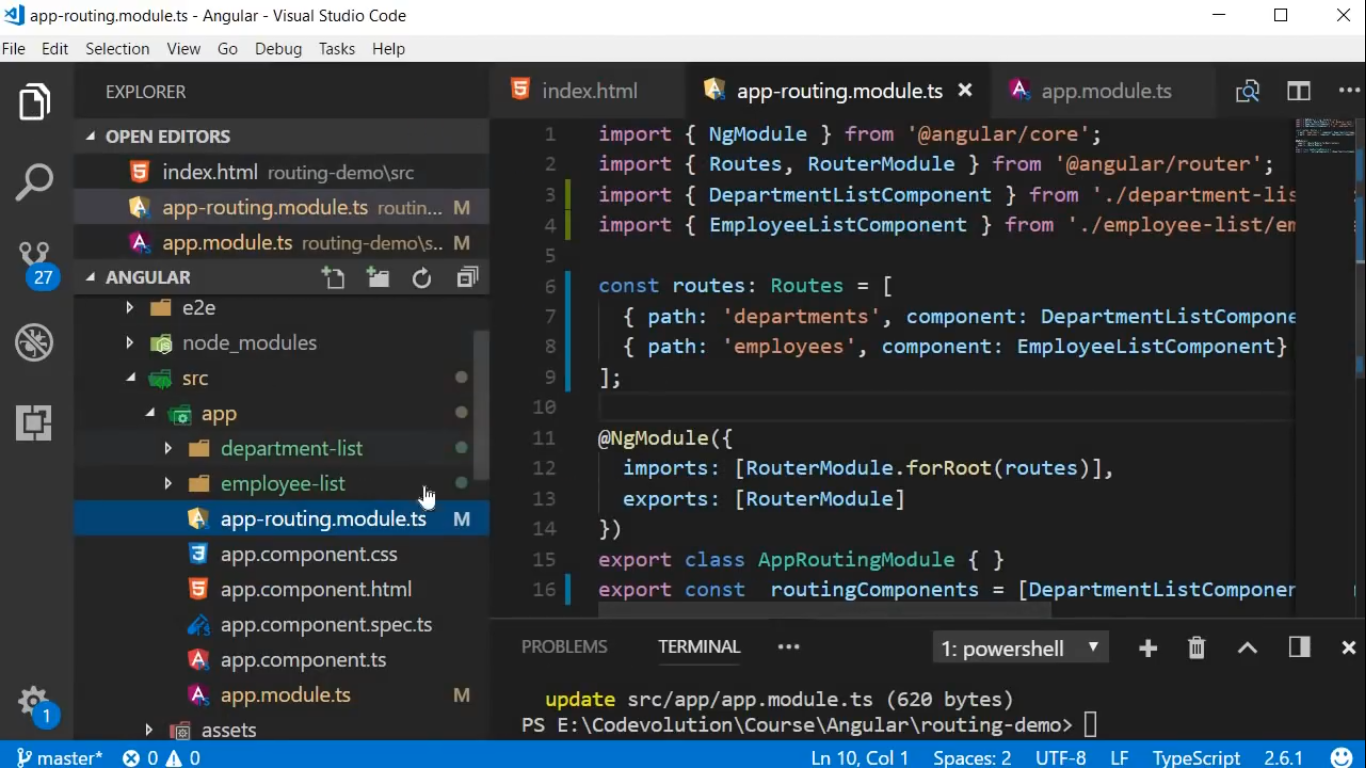 app-routing.module.ts - Angular - Visual Studio Code
File Edit Selection View Go Debug Tasks Help
EXPLORER
OPEN EDITORS
index.html routing-demo\src
app-routing.module.ts routin... M
app.module.ts routing-demo\s.. M
ANGULAR
e2e
node_modules
src
app
department-list
employee-list
app-routing.module.ts M
app.component.css
app.component.html
app.component.spec.ts
app.component.ts
app.module.ts M
assets
27
1
index.html app-routing.module.ts app.module.ts
1 import { NgModule } from '@angular/core';
2 import { Routes, RouterModule } from '@angular/router';
3 import { DepartmentListComponent } from './department-lis
4 import { EmployeeListComponent } from './employee-list/em
5
6 const routes: Routes = [
7 { path: 'departments', component: DepartmentListCompone
8 { path: 'employees', component: EmployeeListComponent}
9 ];
10
11 @NgModule({
12 imports: [RouterModule.forRoot(routes)],
13 exports: [RouterModule]
14 })
15 export class AppRoutingModule { }
16 export const routingComponents = [DepartmentListComponen
PROBLEMS TERMINAL ... 1: powershell
update src/app/app.module.ts (620 bytes)
PS E:\Codevolution\Course\Angular\routing-demo>
master* 0 0 Ln 10, Col 1 Spaces: 2 UTF-8 LF TypeScript 2.6.1